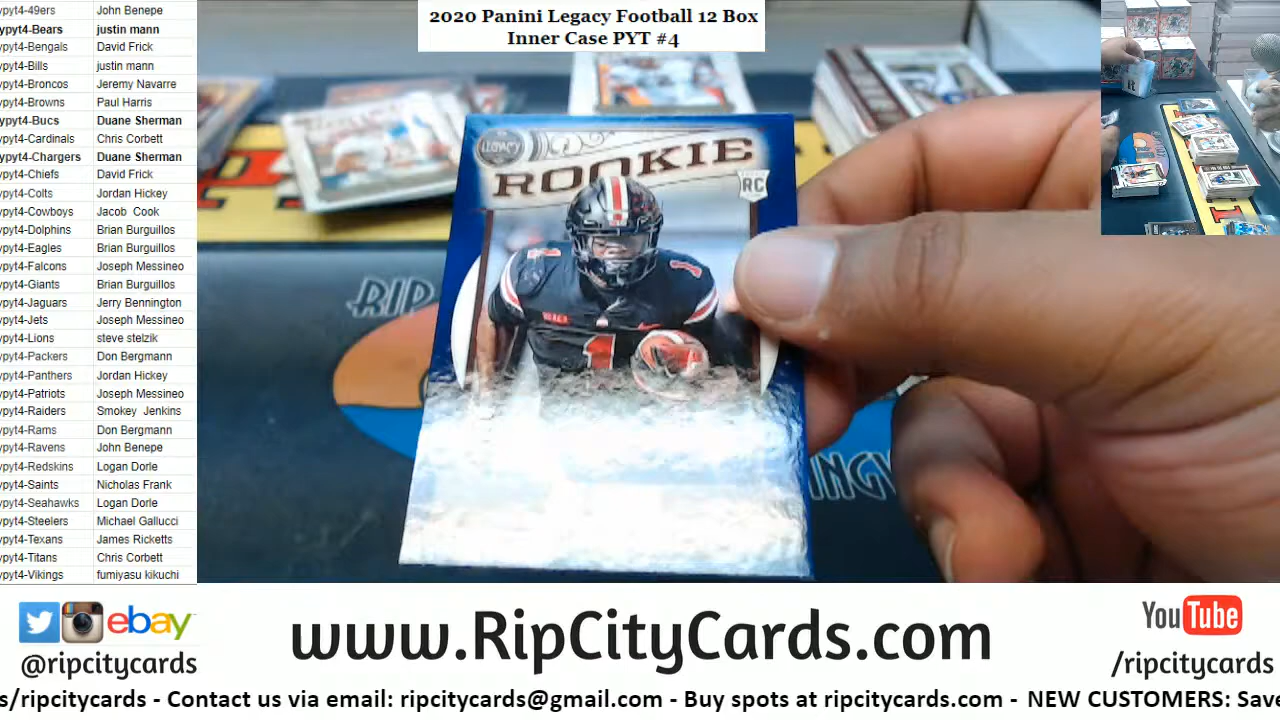 ypyt4-49ers John Benepe
ypyt4-Bears justin mann
ypyt4-Bengals David Frick
ypyt4-Bills justin mann
ypyt4-Broncos Jeremy Navarre
ypyt4-Browns Paul Harris
ypyt4-Bucs Duane Sherman
ypyt4-Cardinals Chris Corbett
ypyt4-Chargers Duane Sherman
ypyt4-Chiefs David Frick
ypyt4-Colts Jordan Hickey
ypyt4-Cowboys Jacob Cook
ypyt4-Dolphins Brian Burguillos
ypyt4-Eagles Brian Burguillos
ypyt4-Falcons Joseph Messineo
ypyt4-Giants Brian Burguillos
ypyt4-Jaguars Jerry Bennington
ypyt4-Jets Joseph Messineo
ypyt4-Lions steve stelzik
ypyt4-Packers Don Bergmann
ypyt4-Panthers Jordan Hickey
ypyt4-Patriots Joseph Messineo
ypyt4-Raiders Smokey Jenkins
ypyt4-Rams Don Bergmann
ypyt4-Ravens John Benepe
ypyt4-Redskins Logan Dorle
ypyt4-Saints Nicholas Frank
ypyt4-Seahawks Logan Dorle
ypyt4-Steelers Michael Gallucci
ypyt4-Texans James Ricketts
ypyt4-Titans Chris Corbett
ypyt4-Vikings fumiyasu kikuchi
2020 Panini Legacy Football 12 Box
Inner Case PYT #4
LEGACY
ROOKIE
RC
1
1
1
RIP
ebay
@ripcitycards
www.RipCityCards.com
YouTube
/ripcitycards
s/ripcitycards - Contact us via email: ripcitycards@gmail.com - Buy spots at ripcitycards.com - NEW CUSTOMERS: Save